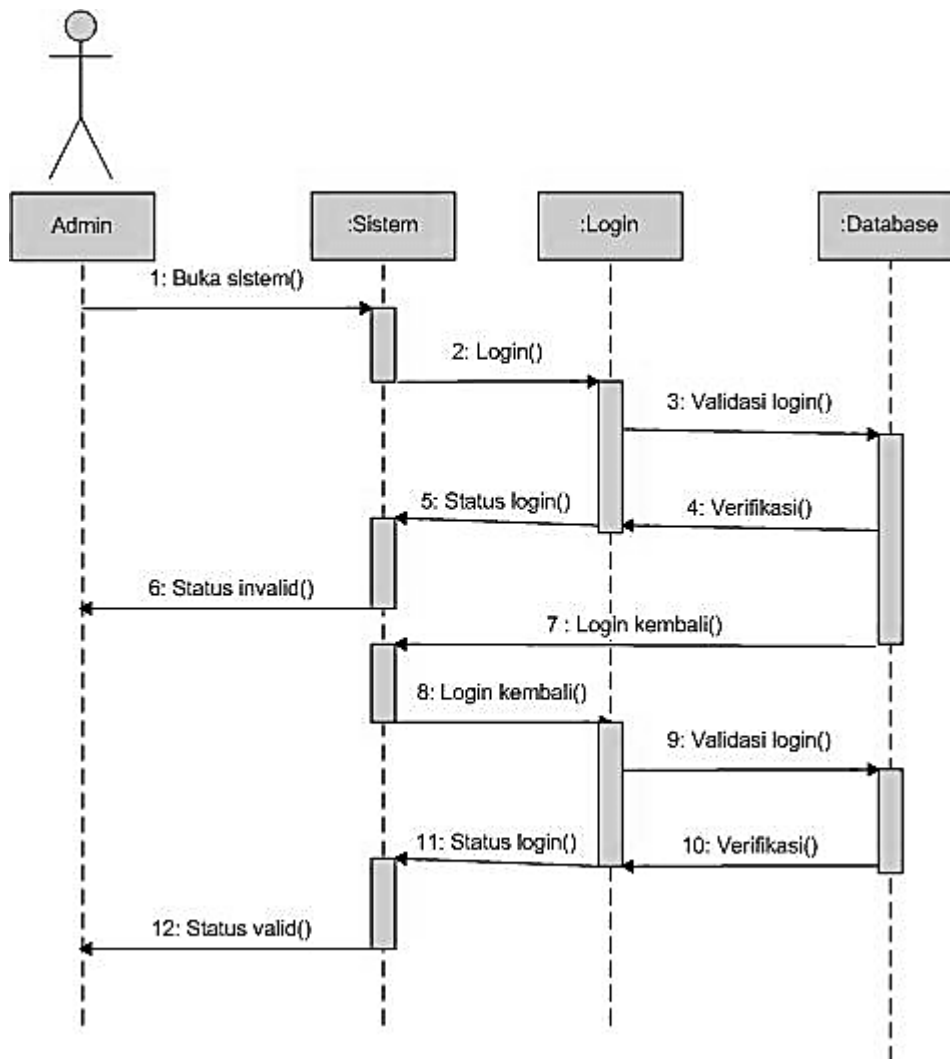 Admin
:Sistem
:Login
:Database
1: Buka sistem()
2: Login()
3: Validasi login()
5: Status login()
4: Verifikasi()
6: Status invalid()
7 : Login kembali()
8: Login kembali()
9: Validasi login()
11: Status login()
10: Verifikasi()
12: Status valid()